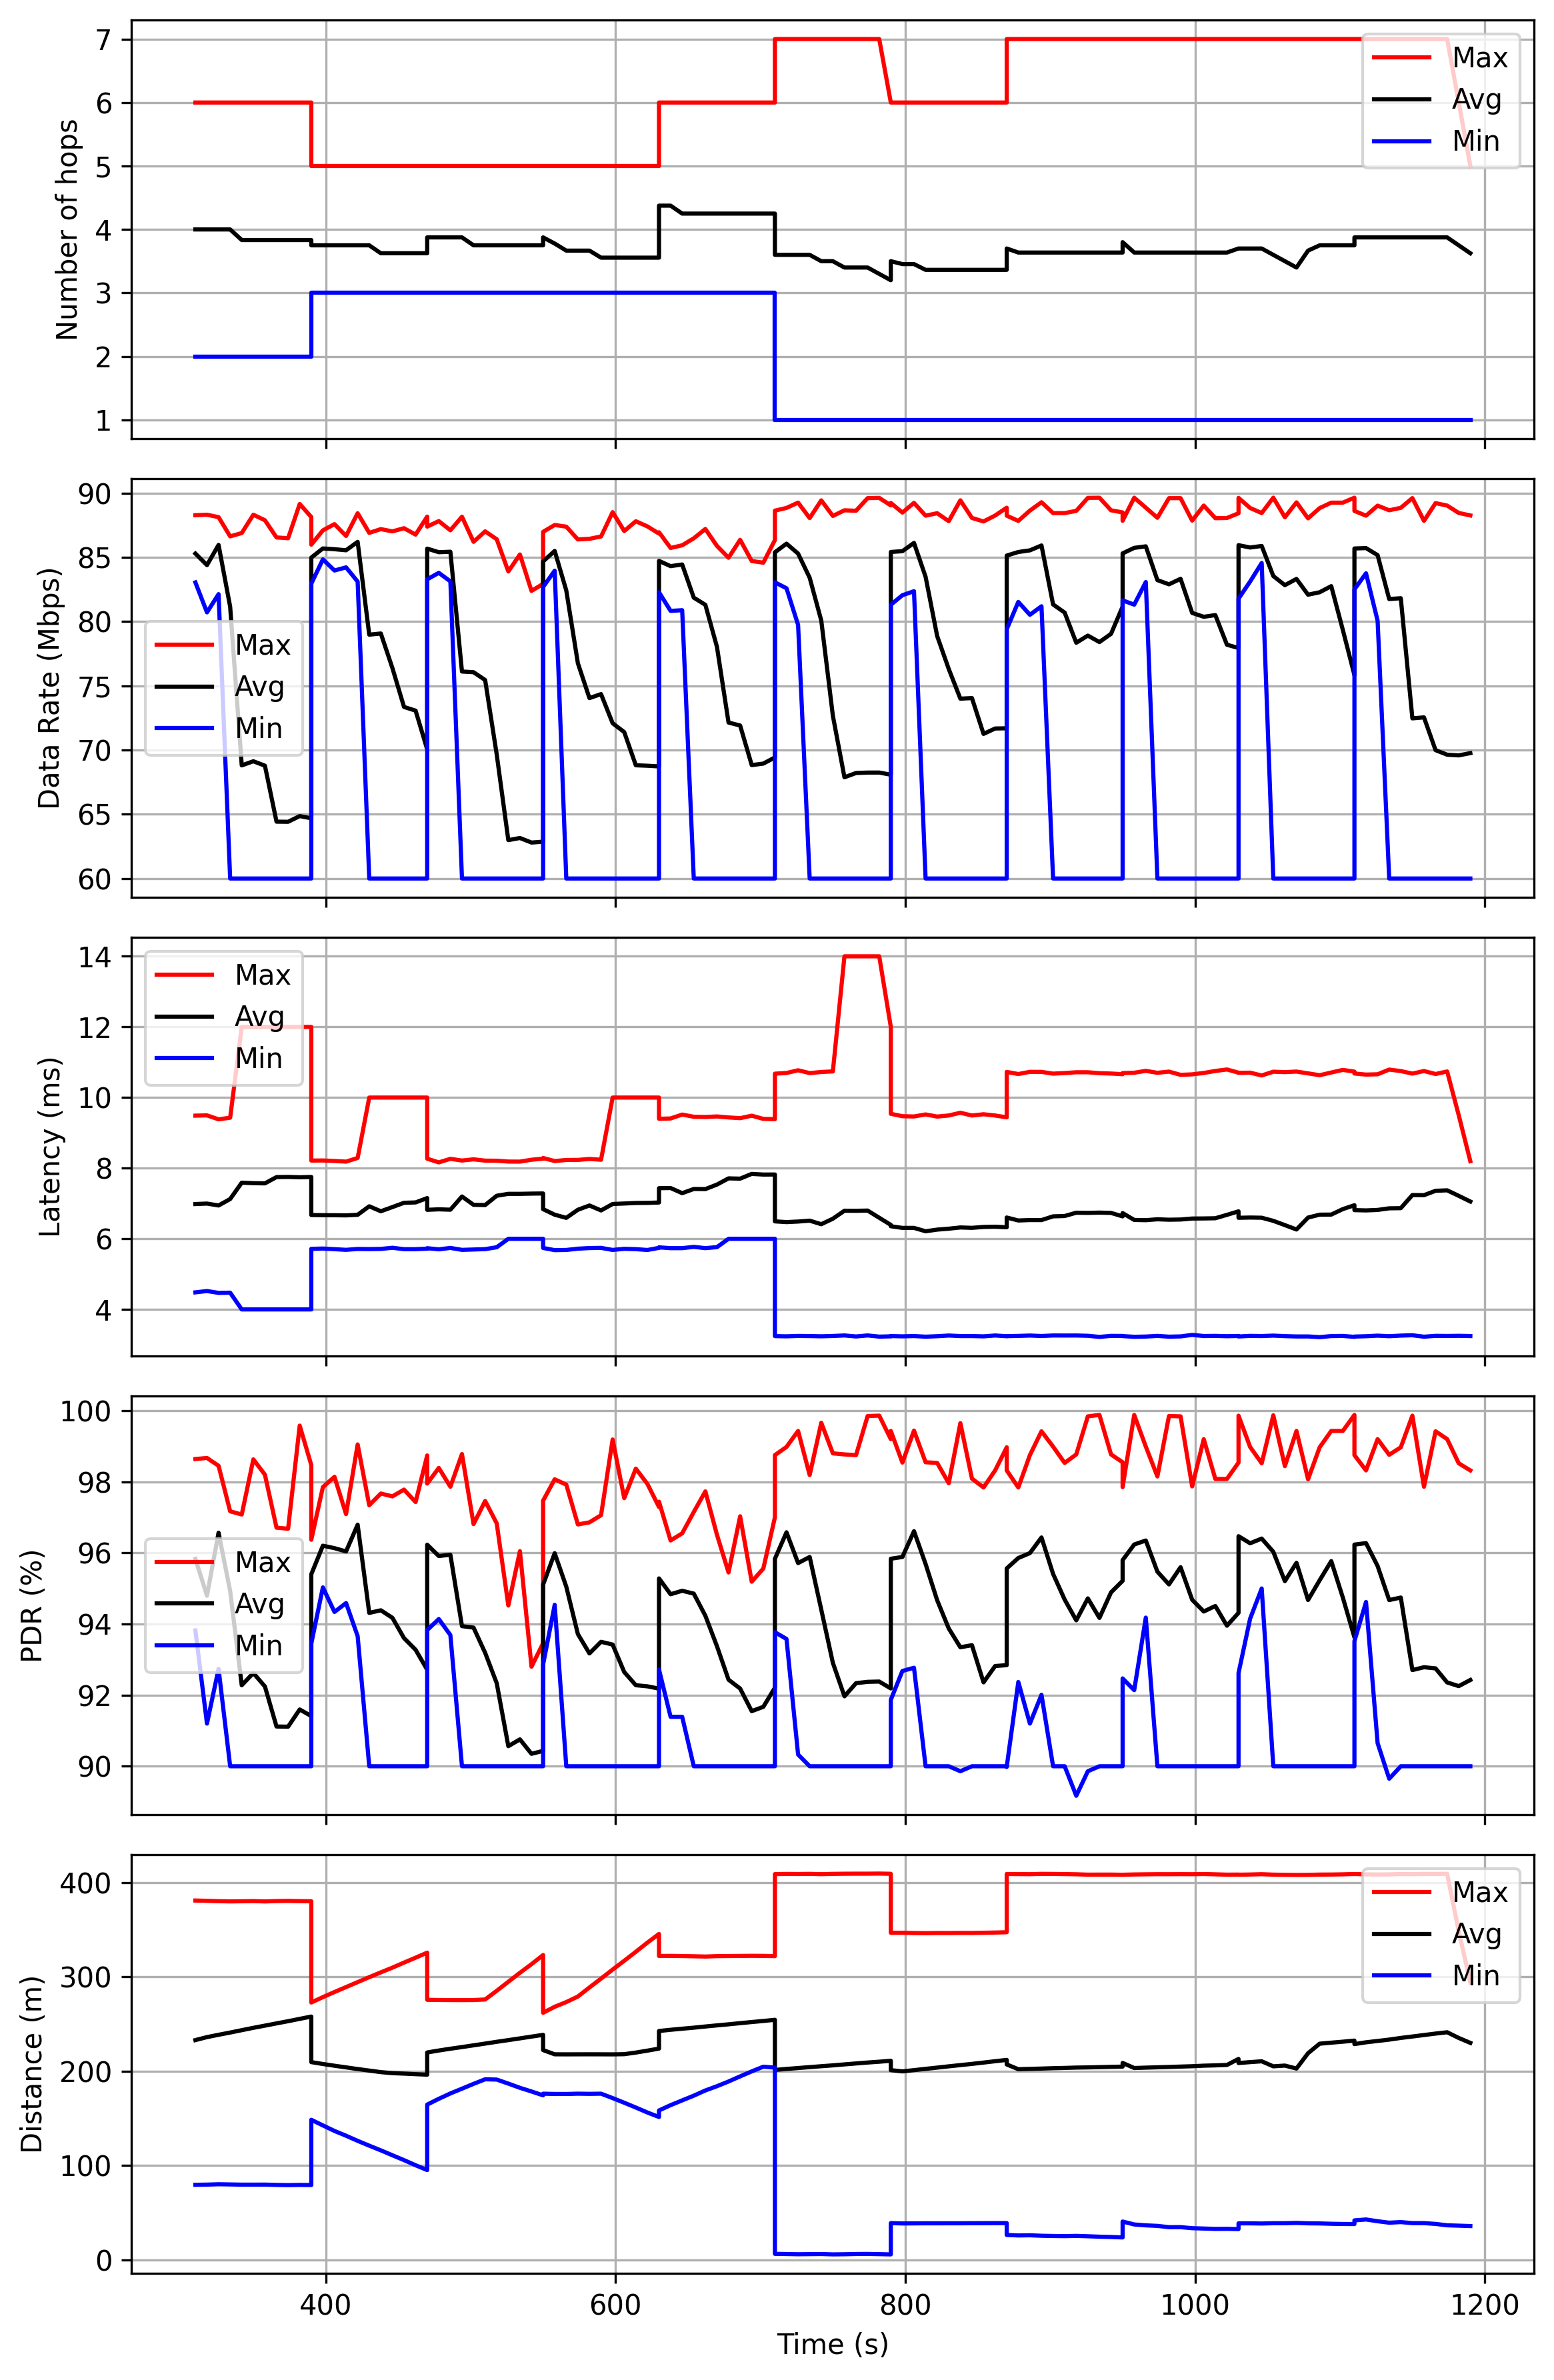 7
6
5
4
3
2
1
Number of hops
Max
Avg
Min
90
85
80
75
70
65
60
Data Rate (Mbps)
Max
Avg
Min
14
12
10
8
6
4
Latency (ms)
Max
Avg
Min
100
98
96
94
92
90
PDR (%)
Max
Avg
Min
400
300
200
100
0
Distance (m)
Max
Avg
Min
400 600 800 1000 1200
Time (s)